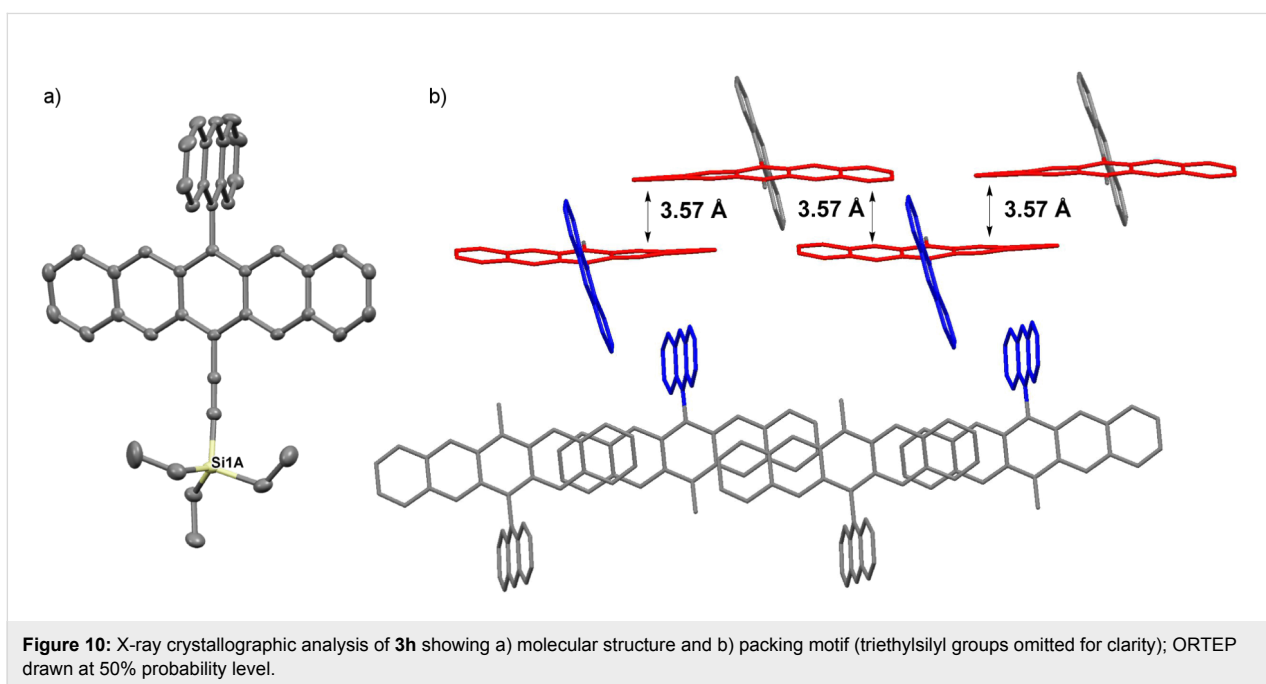 a)
b)
3.57 Å
3.57 Å
3.57 Å
Si1A
Figure 10: X-ray crystallographic analysis of 3h showing a) molecular structure and b) packing motif (triethylsilyl groups omitted for clarity); ORTEP
drawn at 50% probability level.